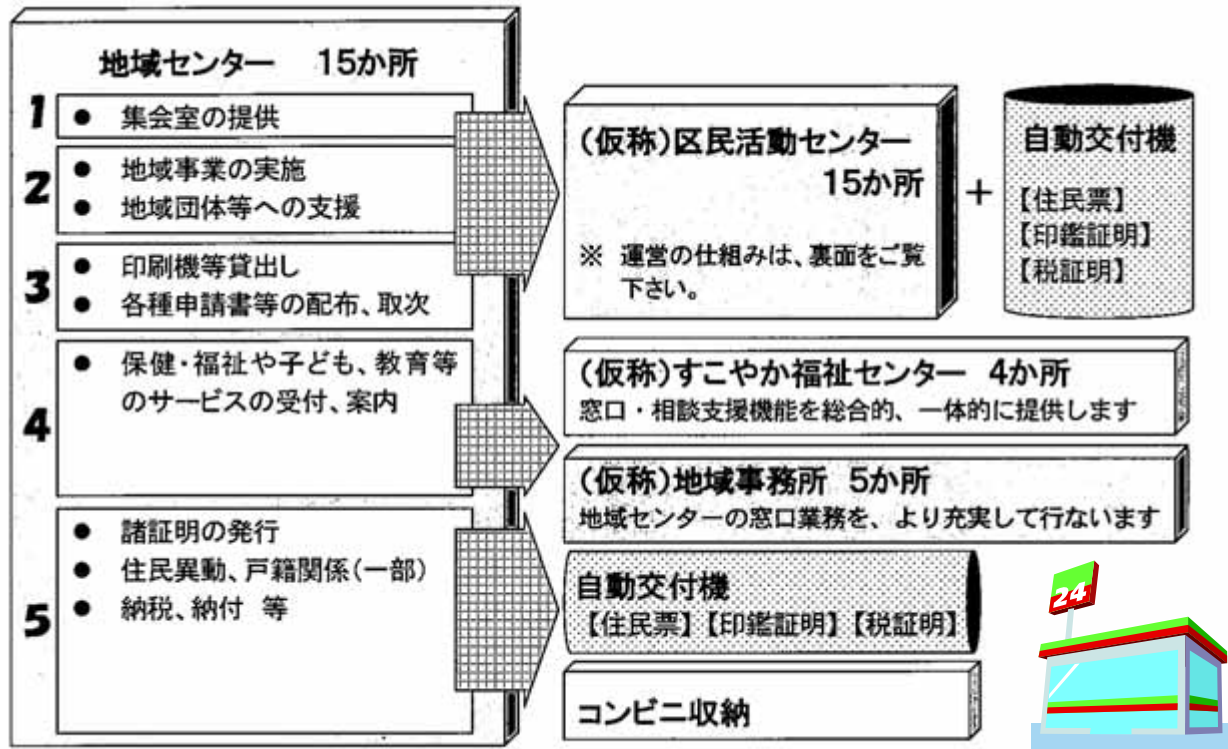 地域センター 15か所
1
● 集会室の提供
2
● 地域事業の実施
● 地域団体等への支援
3
● 印刷機等貸出し
● 各種申請書等の配布、取次
4
● 保健・福祉や子ども、教育等
のサービスの受付、案内
5
● 諸証明の発行
● 住民異動、戸籍関係(一部)
● 納税、納付 等
(仮称)区民活動センター
15か所
※ 運営の仕組みは、裏面をご覧
下さい。
+
自動交付機
【住民票】
【印鑑証明】
【税証明】
(仮称)すこやか福祉センター 4か所
窓口・相談支援機能を総合的、一体的に提供します
(仮称)地域事務所 5か所
地域センターの窓口業務を、より充実して行ないます
自動交付機
【住民票】【印鑑証明】【税証明】
コンビニ収納
24